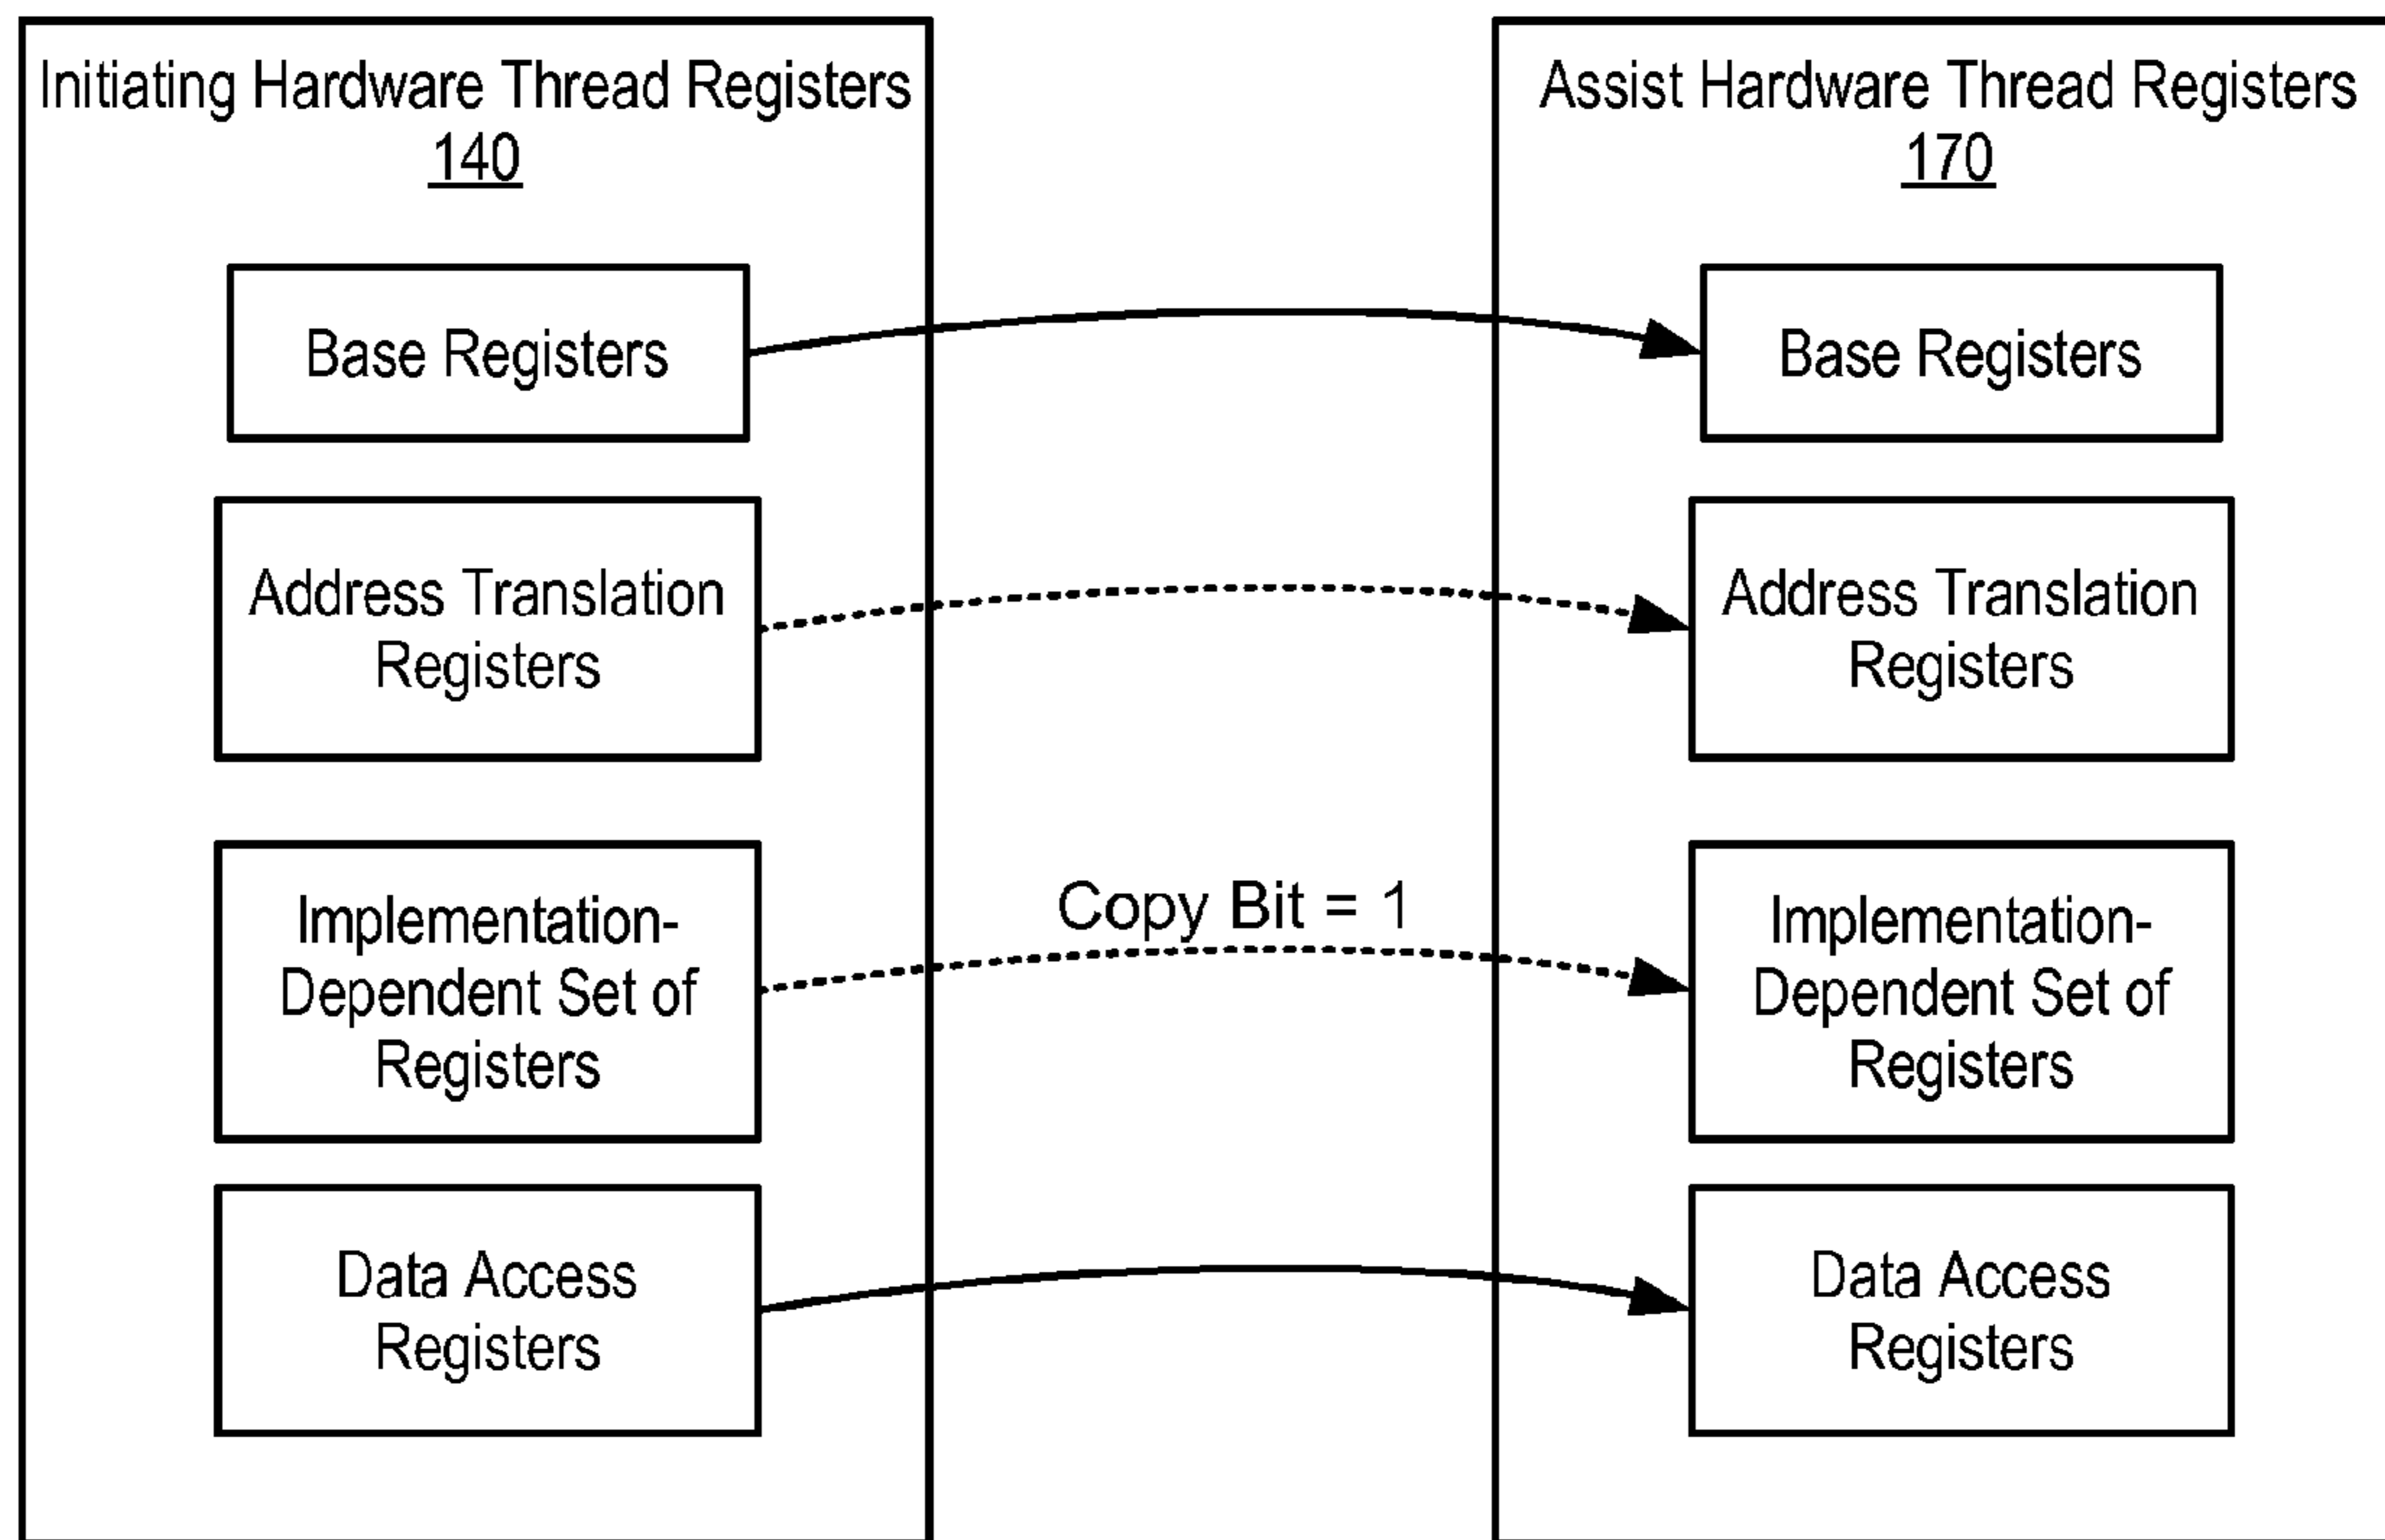 Initiating Hardware Thread Registers
140
Base Registers
Address Translation
Registers
Implementation-
Dependent Set of
Registers
Data Access
Registers
Copy Bit = 1
Assist Hardware Thread Registers
170
Base Registers
Address Translation
Registers
Implementation-
Dependent Set of
Registers
Data Access
Registers